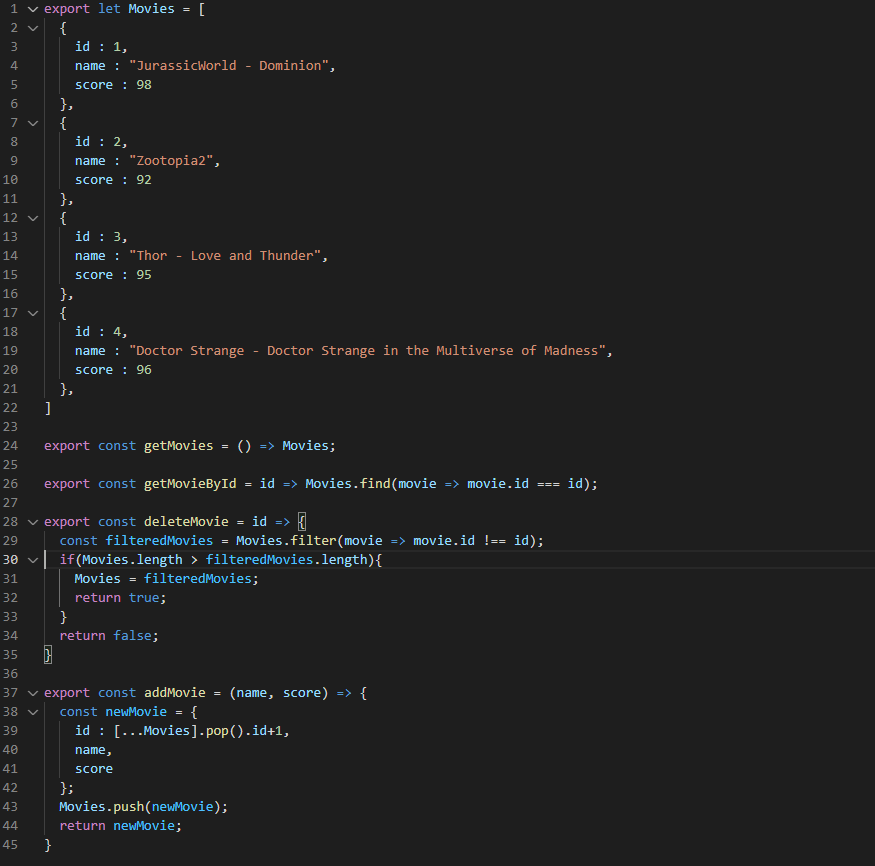 1 export let Movies = [
2 {
3 id : 1,
4 name : "JurassicWorld - Dominion",
5 score : 98
6 },
7 {
8 id : 2,
9 name : "Zootopia2",
10 score : 92
11 },
12 {
13 id : 3,
14 name : "Thor - Love and Thunder",
15 score : 95
16 },
17 {
18 id : 4,
19 name : "Doctor Strange - Doctor Strange in the Multiverse of Madness",
20 score : 96
21 },
22 ]
23
24 export const getMovies = () => Movies;
25
26 export const getMovieById = id => Movies.find(movie => movie.id === id);
27
28 export const deleteMovie = id => {
29 const filteredMovies = Movies.filter(movie => movie.id !== id);
30 if(Movies.length > filteredMovies.length){
31 Movies = filteredMovies;
32 return true;
33 }
34 return false;
35 }
36
37 export const addMovie = (name, score) => {
38 const newMovie = {
39 id : [...Movies].pop().id+1,
40 name,
41 score
42 };
43 Movies.push(newMovie);
44 return newMovie;
45 }